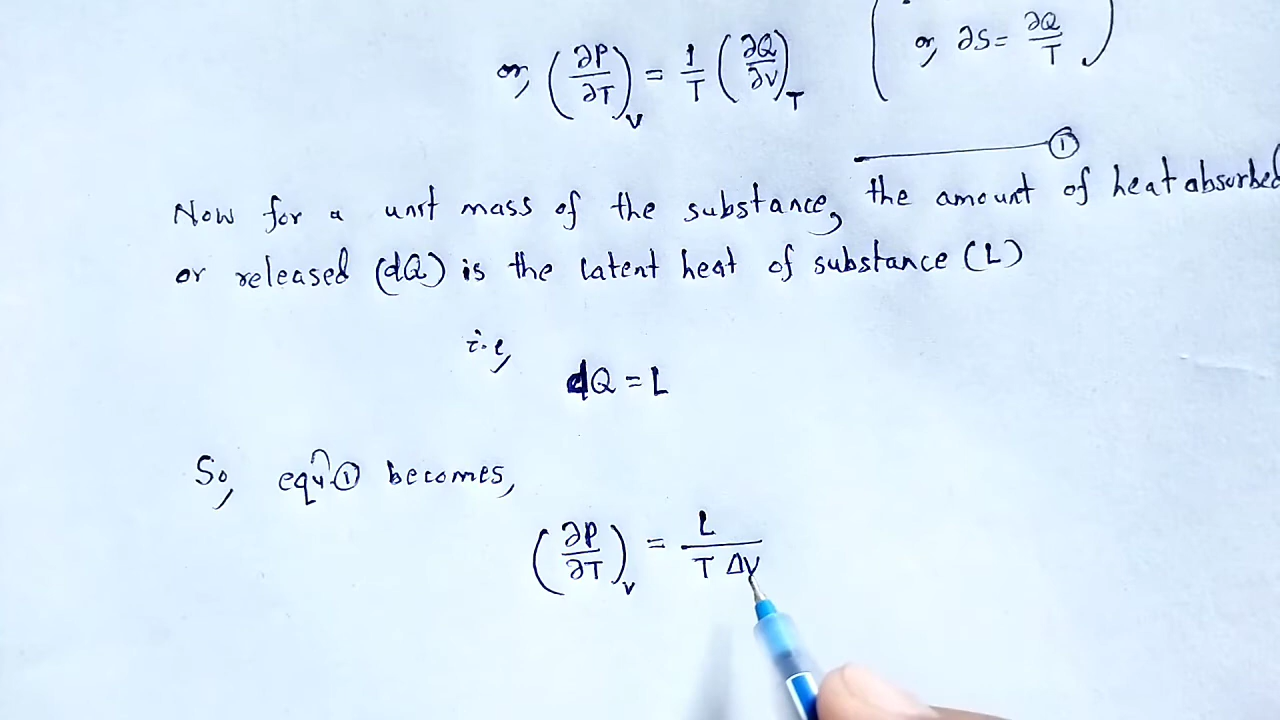 or, (∂P/∂T)_V = 1/T (∂Q/∂V)_T (or, ∂S = ∂Q/T)
①
Now for a unit mass of the substance, the amount of heat absorbed
or released (dQ) is the latent heat of substance (L)
i.e,
dQ = L
So, equn ① becomes,
(∂P/∂T)_V = L/(T ΔV)